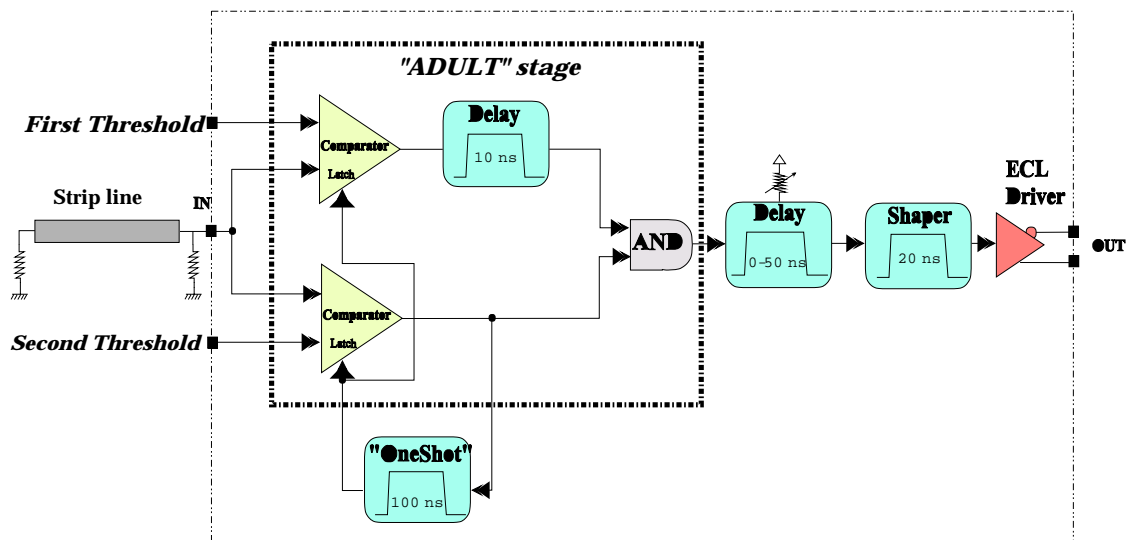 "ADULT" stage
First Threshold
Comparator
Latch
Delay
10 ns
Strip line
IN
AND
Delay
0-50 ns
Shaper
20 ns
ECL
Driver
OUT
Comparator
Latch
Second Threshold
"OneShot"
100 ns